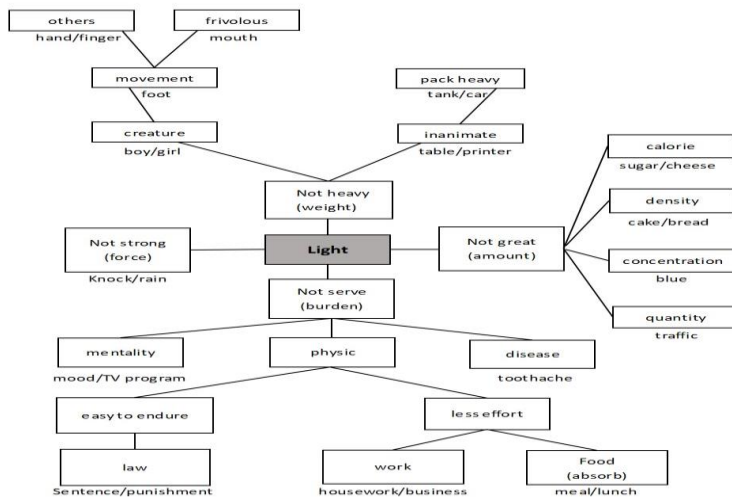 others
frivolous
hand/finger
mouth
movement
foot
pack heavy
tank/car
creature
boy/girl
inanimate
table/printer
calorie
sugar/cheese
Not heavy
(weight)
density
cake/bread
Not strong
(force)
Knock/rain
Light
Not great
(amount)
concentration
blue
Not serve
(burden)
quantity
traffic
mentality
mood/TV program
physic
disease
toothache
easy to endure
less effort
law
Sentence/punishment
work
housework/business
Food
(absorb)
meal/lunch